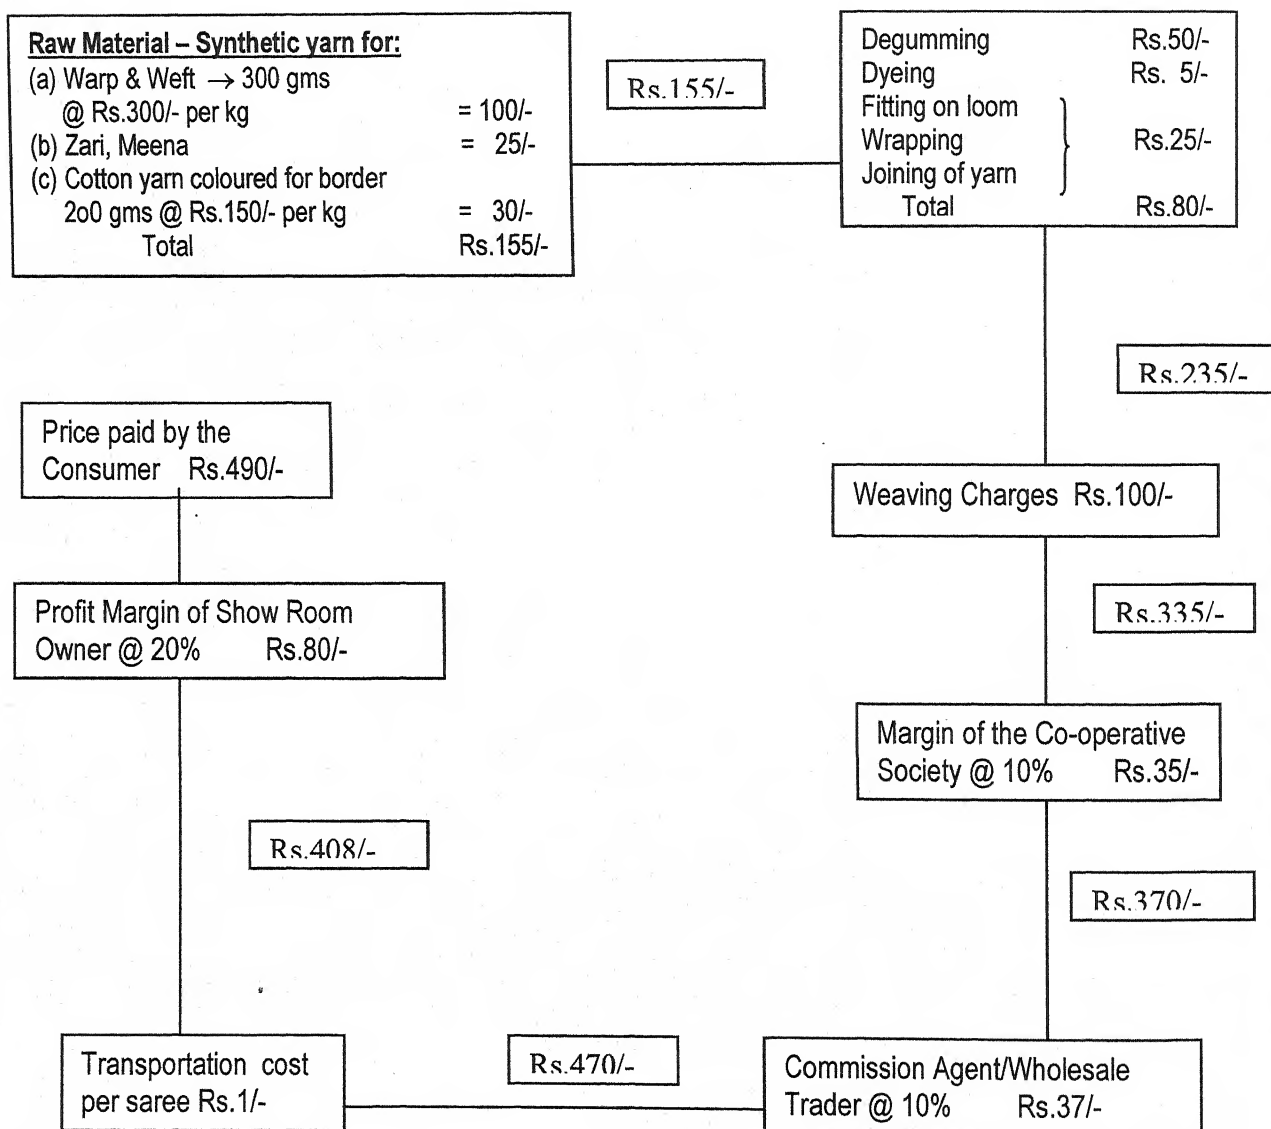 Raw Material – Synthetic yarn for:
(a) Warp & Weft → 300 gms
@ Rs.300/- per kg = 100/-
(b) Zari, Meena = 25/-
(c) Cotton yarn coloured for border
2o0 gms @ Rs.150/- per kg = 30/-
Total Rs.155/-
Rs.155/-
Degumming Rs.50/-
Dyeing Rs. 5/-
Fitting on loom
Wrapping Rs.25/-
Joining of yarn
Total Rs.80/-
Rs.235/-
Weaving Charges Rs.100/-
Rs.335/-
Margin of the Co-operative
Society @ 10% Rs.35/-
Rs.370/-
Commission Agent/Wholesale
Trader @ 10% Rs.37/-
Rs.470/-
Transportation cost
per saree Rs.1/-
Rs.408/-
Profit Margin of Show Room
Owner @ 20% Rs.80/-
Price paid by the
Consumer Rs.490/-